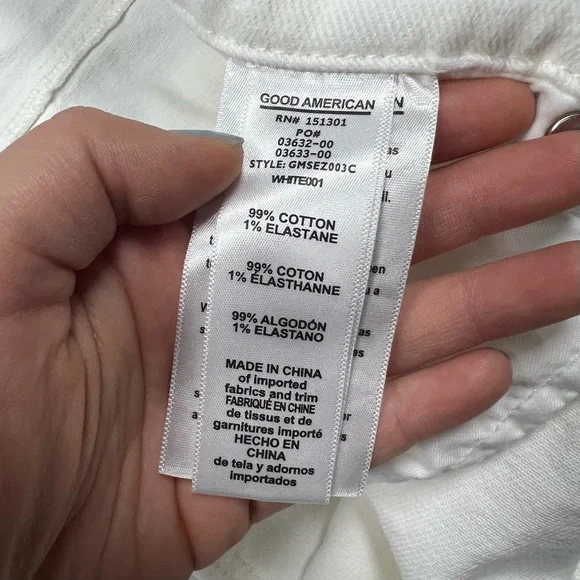 GOOD AMERICAN
RN# 151301
PO#
03632-00
03633-00
STYLE: GMSEZ003C
WHITE001
99% COTTON
1% ELASTANE
99% COTON
1% ÉLASTHANNE
99% ALGODÓN
1% ELASTANO
MADE IN CHINA
of imported
fabrics and trim
FABRIQUÉ EN CHINE
de tissus et de
garnitures importé
HECHO EN
CHINA
de tela y adornos
importados